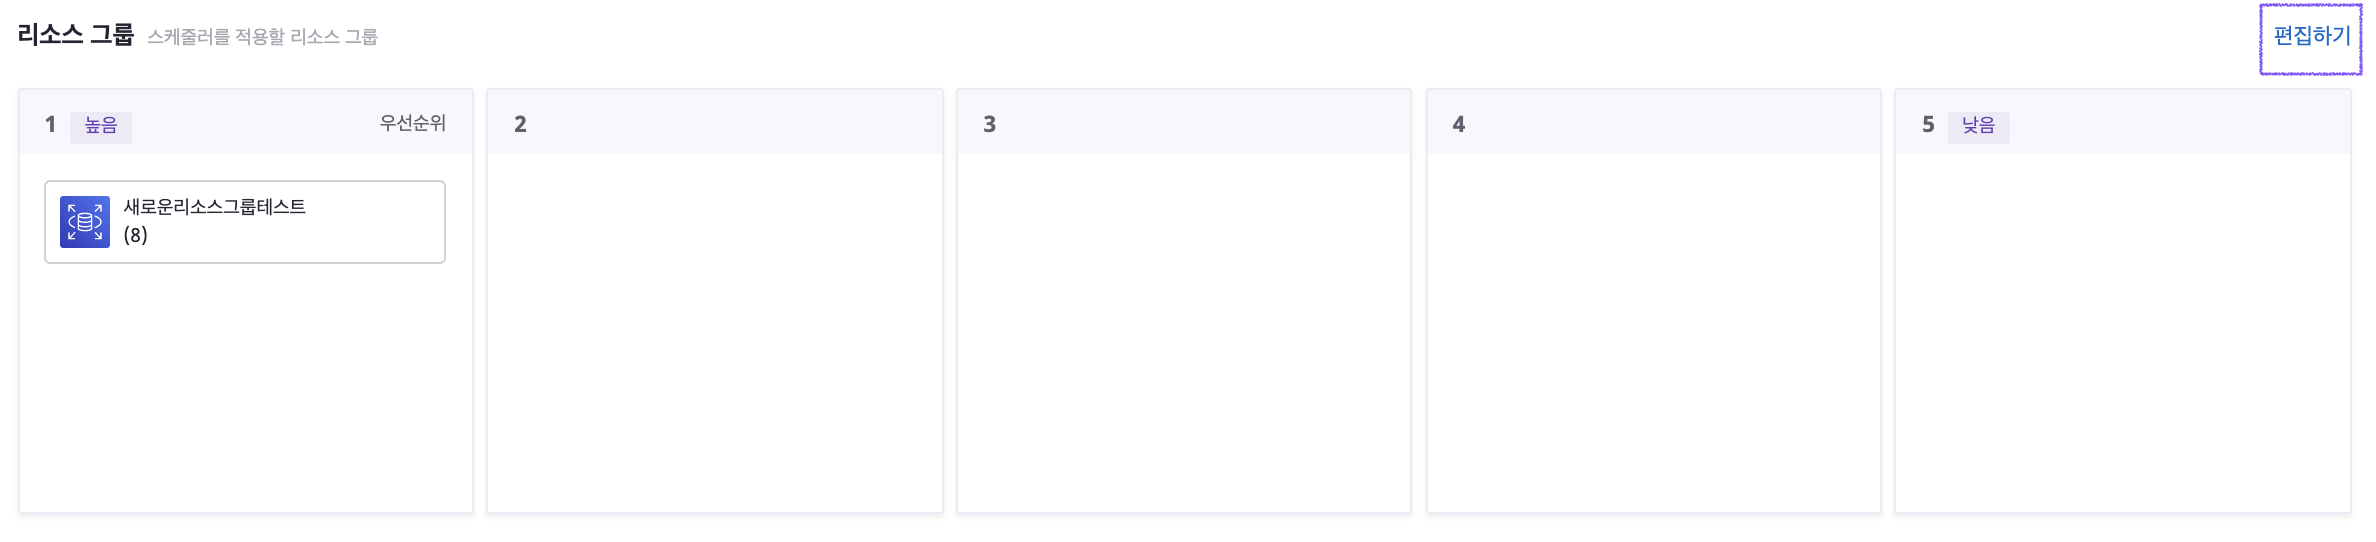 리소스 그룹 스케줄러를 적용할 리소스 그룹 편집하기
1 높음 우선순위 2 3 4 5 낮음
새로운리소스그룹테스트
(8)